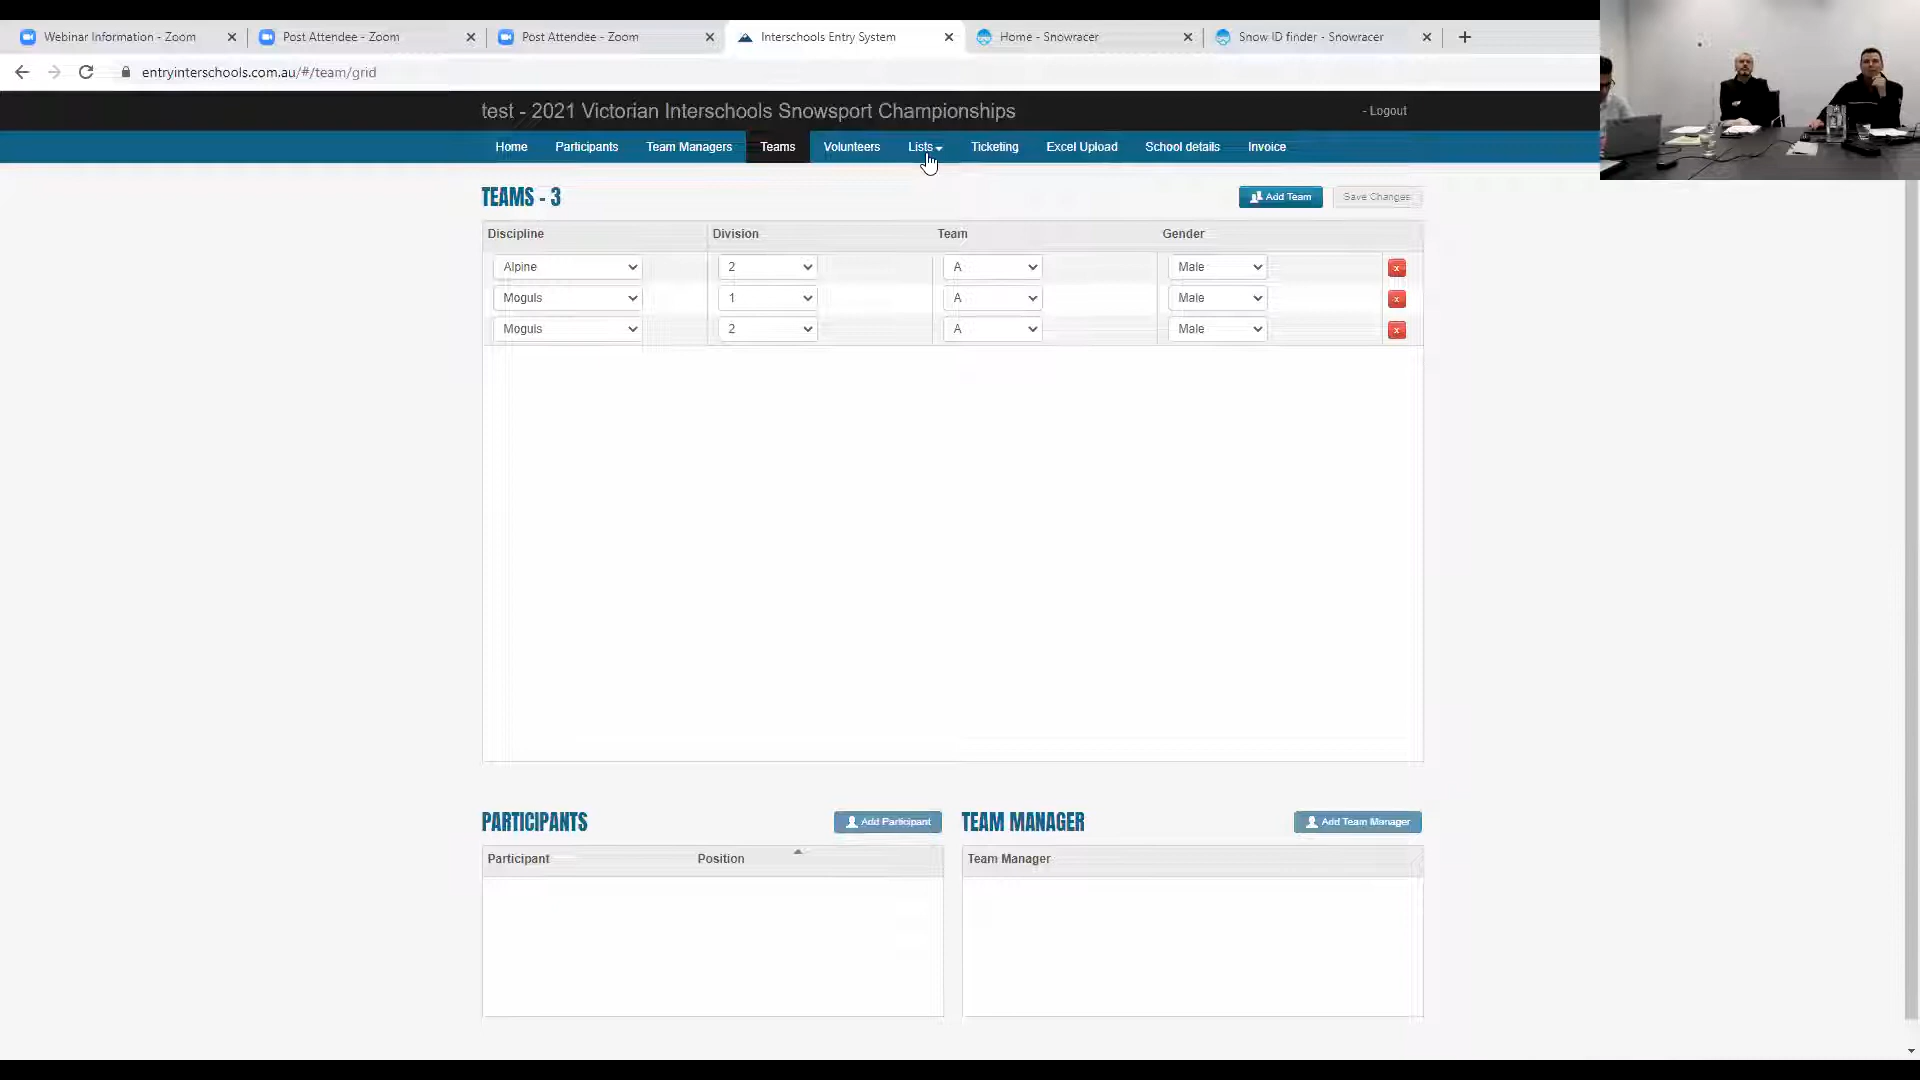 Webinar Information - Zoom
Post Attendee - Zoom
Post Attendee - Zoom
Interschools Entry System
Home - Snowracer
Snow ID finder - Snowracer
entryinterschools.com.au/#/team/grid
test - 2021 Victorian Interschools Snowsport Championships
- Logout
Home Participants Team Managers Teams Volunteers Lists Ticketing Excel Upload School details Invoice
TEAMS - 3
Add Team
Save Changes
Discipline Division Team Gender
Alpine 2 A Male x
Moguls 1 A Male x
Moguls 2 A Male x
PARTICIPANTS
Add Participant
TEAM MANAGER
Add Team Manager
Participant Position
Team Manager